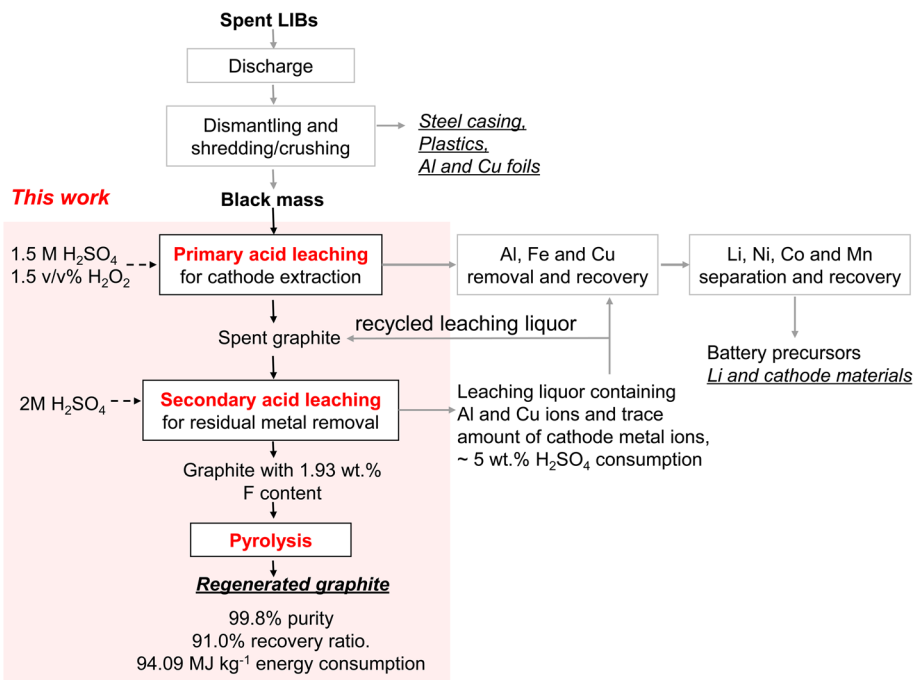 Spent LIBs
Discharge
Dismantling and
shredding/crushing
Steel casing,
Plastics,
Al and Cu foils
This work
Black mass
1.5 M H₂SO₄
1.5 v/v% H₂O₂
Primary acid leaching
for cathode extraction
Al, Fe and Cu
removal and recovery
Li, Ni, Co and Mn
separation and recovery
Spent graphite
recycled leaching liquor
Battery precursors
Li and cathode materials
2M H₂SO₄
Secondary acid leaching
for residual metal removal
Leaching liquor containing
Al and Cu ions and trace
amount of cathode metal ions,
~ 5 wt.% H₂SO₄ consumption
Graphite with 1.93 wt.%
F content
Pyrolysis
Regenerated graphite
99.8% purity
91.0% recovery ratio.
94.09 MJ kg⁻¹ energy consumption